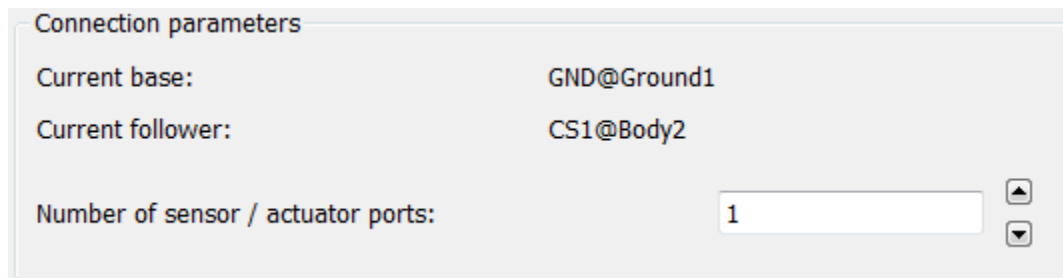 Connection parameters
Current base: GND@Ground1
Current follower: CS1@Body2
Number of sensor / actuator ports: 1